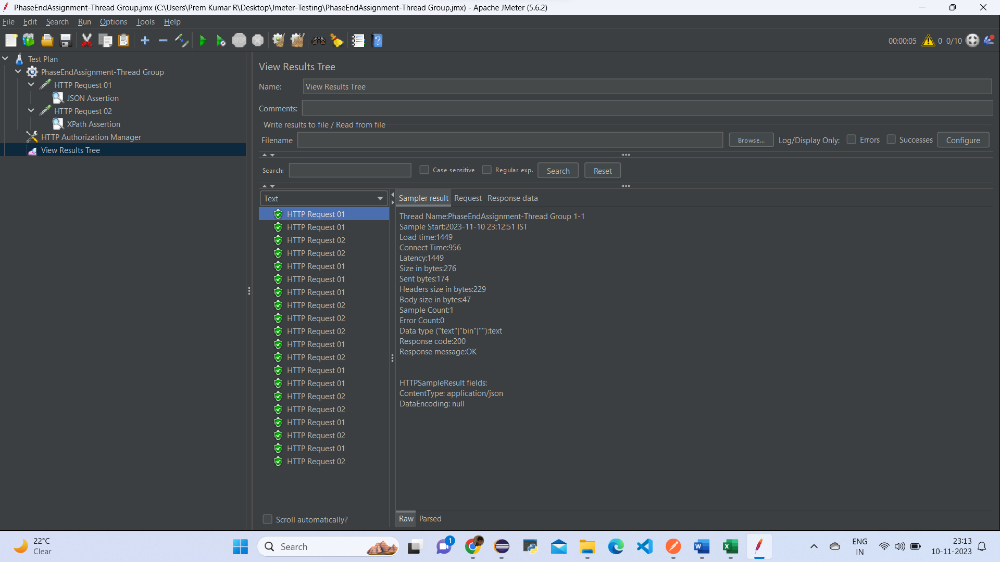 PhaseEndAssignment-Thread Group.jmx (C:\Users\Prem Kumar R\Desktop\Jmeter-Testing\PhaseEndAssignment-Thread Group.jmx) - Apache JMeter (5.6.2)
File Edit Search Run Options Tools Help
STOP
00:00:05 0 0/10
Test Plan
PhaseEndAssignment-Thread Group
HTTP Request 01
JSON Assertion
HTTP Request 02
XPath Assertion
HTTP Authorization Manager
View Results Tree
View Results Tree
Name: View Results Tree
Comments:
Write results to file / Read from file
Filename Browse... Log/Display Only: Errors Successes Configure
Search: Case sensitive Regular exp. Search Reset
Text
HTTP Request 01
HTTP Request 01
HTTP Request 02
HTTP Request 02
HTTP Request 01
HTTP Request 01
HTTP Request 01
HTTP Request 02
HTTP Request 02
HTTP Request 02
HTTP Request 01
HTTP Request 02
HTTP Request 01
HTTP Request 01
HTTP Request 02
HTTP Request 02
HTTP Request 01
HTTP Request 02
HTTP Request 01
HTTP Request 02
Scroll automatically?
Sampler result Request Response data
Thread Name:PhaseEndAssignment-Thread Group 1-1
Sample Start:2023-11-10 23:12:51 IST
Load time:1449
Connect Time:956
Latency:1449
Size in bytes:276
Sent bytes:174
Headers size in bytes:229
Body size in bytes:47
Sample Count:1
Error Count:0
Data type ("text"|"bin"|""):text
Response code:200
Response message:OK
HTTPSampleResult fields:
ContentType: application/json
DataEncoding: null
Raw Parsed
22°C
Clear
Search
1
ENG
IN
23:13
10-11-2023